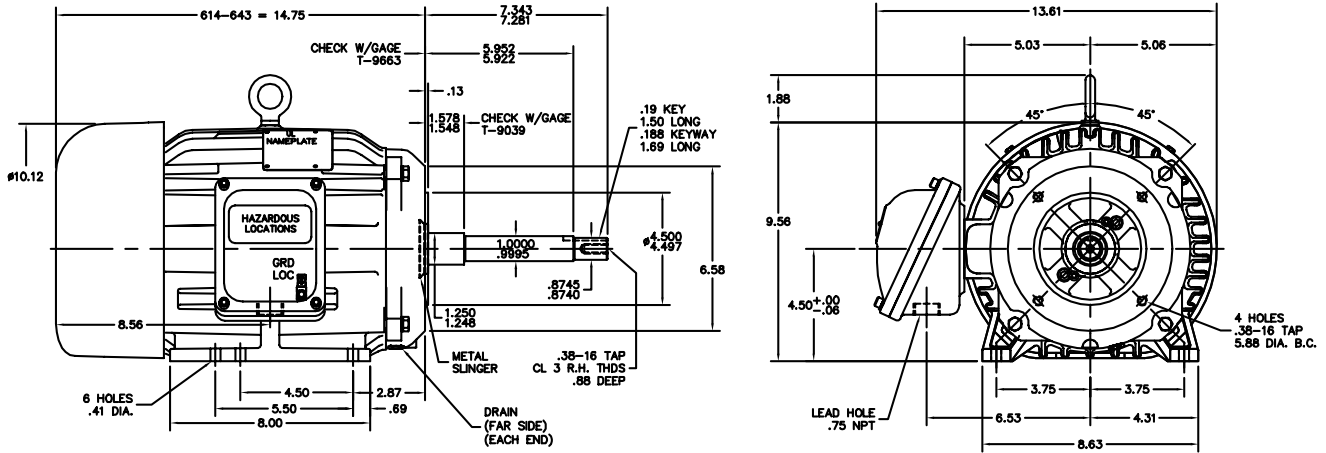 614-643 = 14.75
7.343
7.281
CHECK W/GAGE
T-9663
5.952
5.922
.13
1.578
1.548
CHECK W/GAGE
T-9039
.19 KEY
1.50 LONG
.188 KEYWAY
1.69 LONG
UL
NAMEPLATE
ø10.12
HAZARDOUS
LOCATIONS
GRD
LOC
1.0000
.9995
ø4.500
4.497
6.58
.8745
.8740
8.56
1.250
1.248
METAL
SLINGER
.38-16 TAP
CL 3 R.H. THDS
.88 DEEP
6 HOLES
.41 DIA.
4.50
2.87
5.50
.69
8.00
DRAIN
(FAR SIDE)
(EACH END)
13.61
5.03
5.06
1.88
45°
45°
9.56
4.50+.00
-.06
4 HOLES
.38-16 TAP
5.88 DIA. B.C.
LEAD HOLE
.75 NPT
3.75
3.75
6.53
4.31
8.63